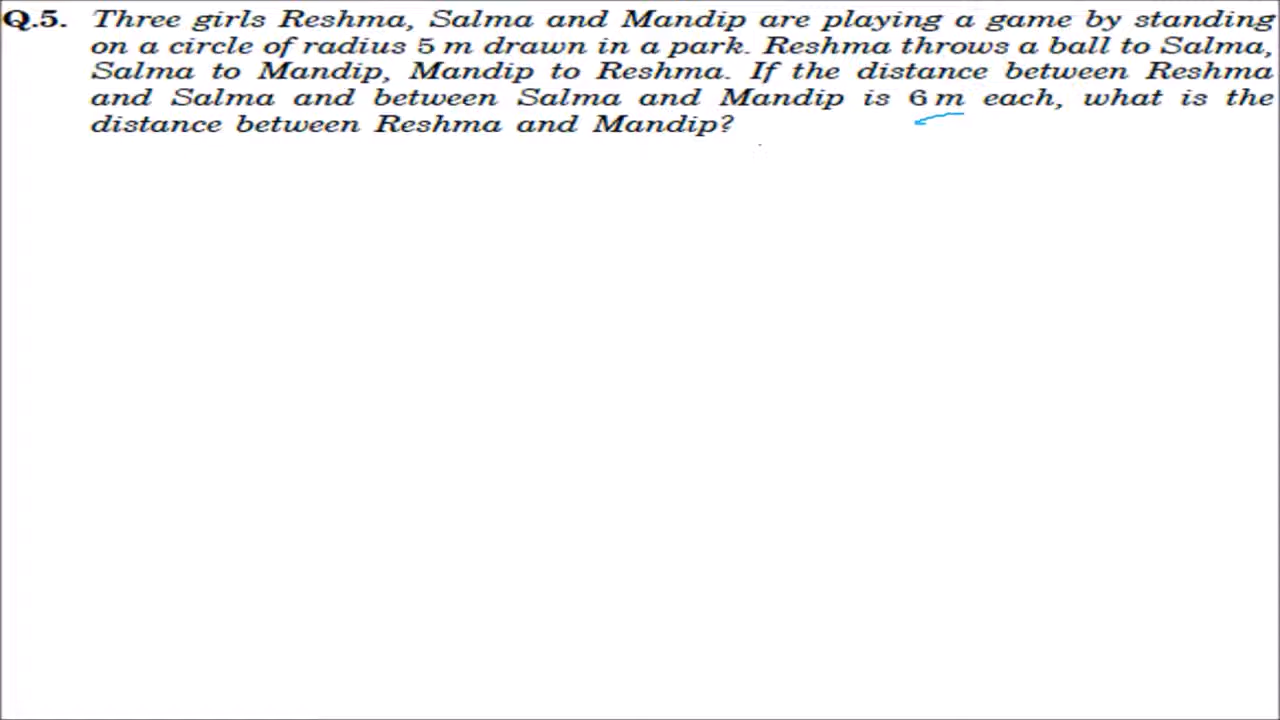 Q.5. Three girls Reshma, Salma and Mandip are playing a game by standing
on a circle of radius 5 m drawn in a park. Reshma throws a ball to Salma,
Salma to Mandip, Mandip to Reshma. If the distance between Reshma
and Salma and between Salma and Mandip is 6 m each, what is the
distance between Reshma and Mandip?